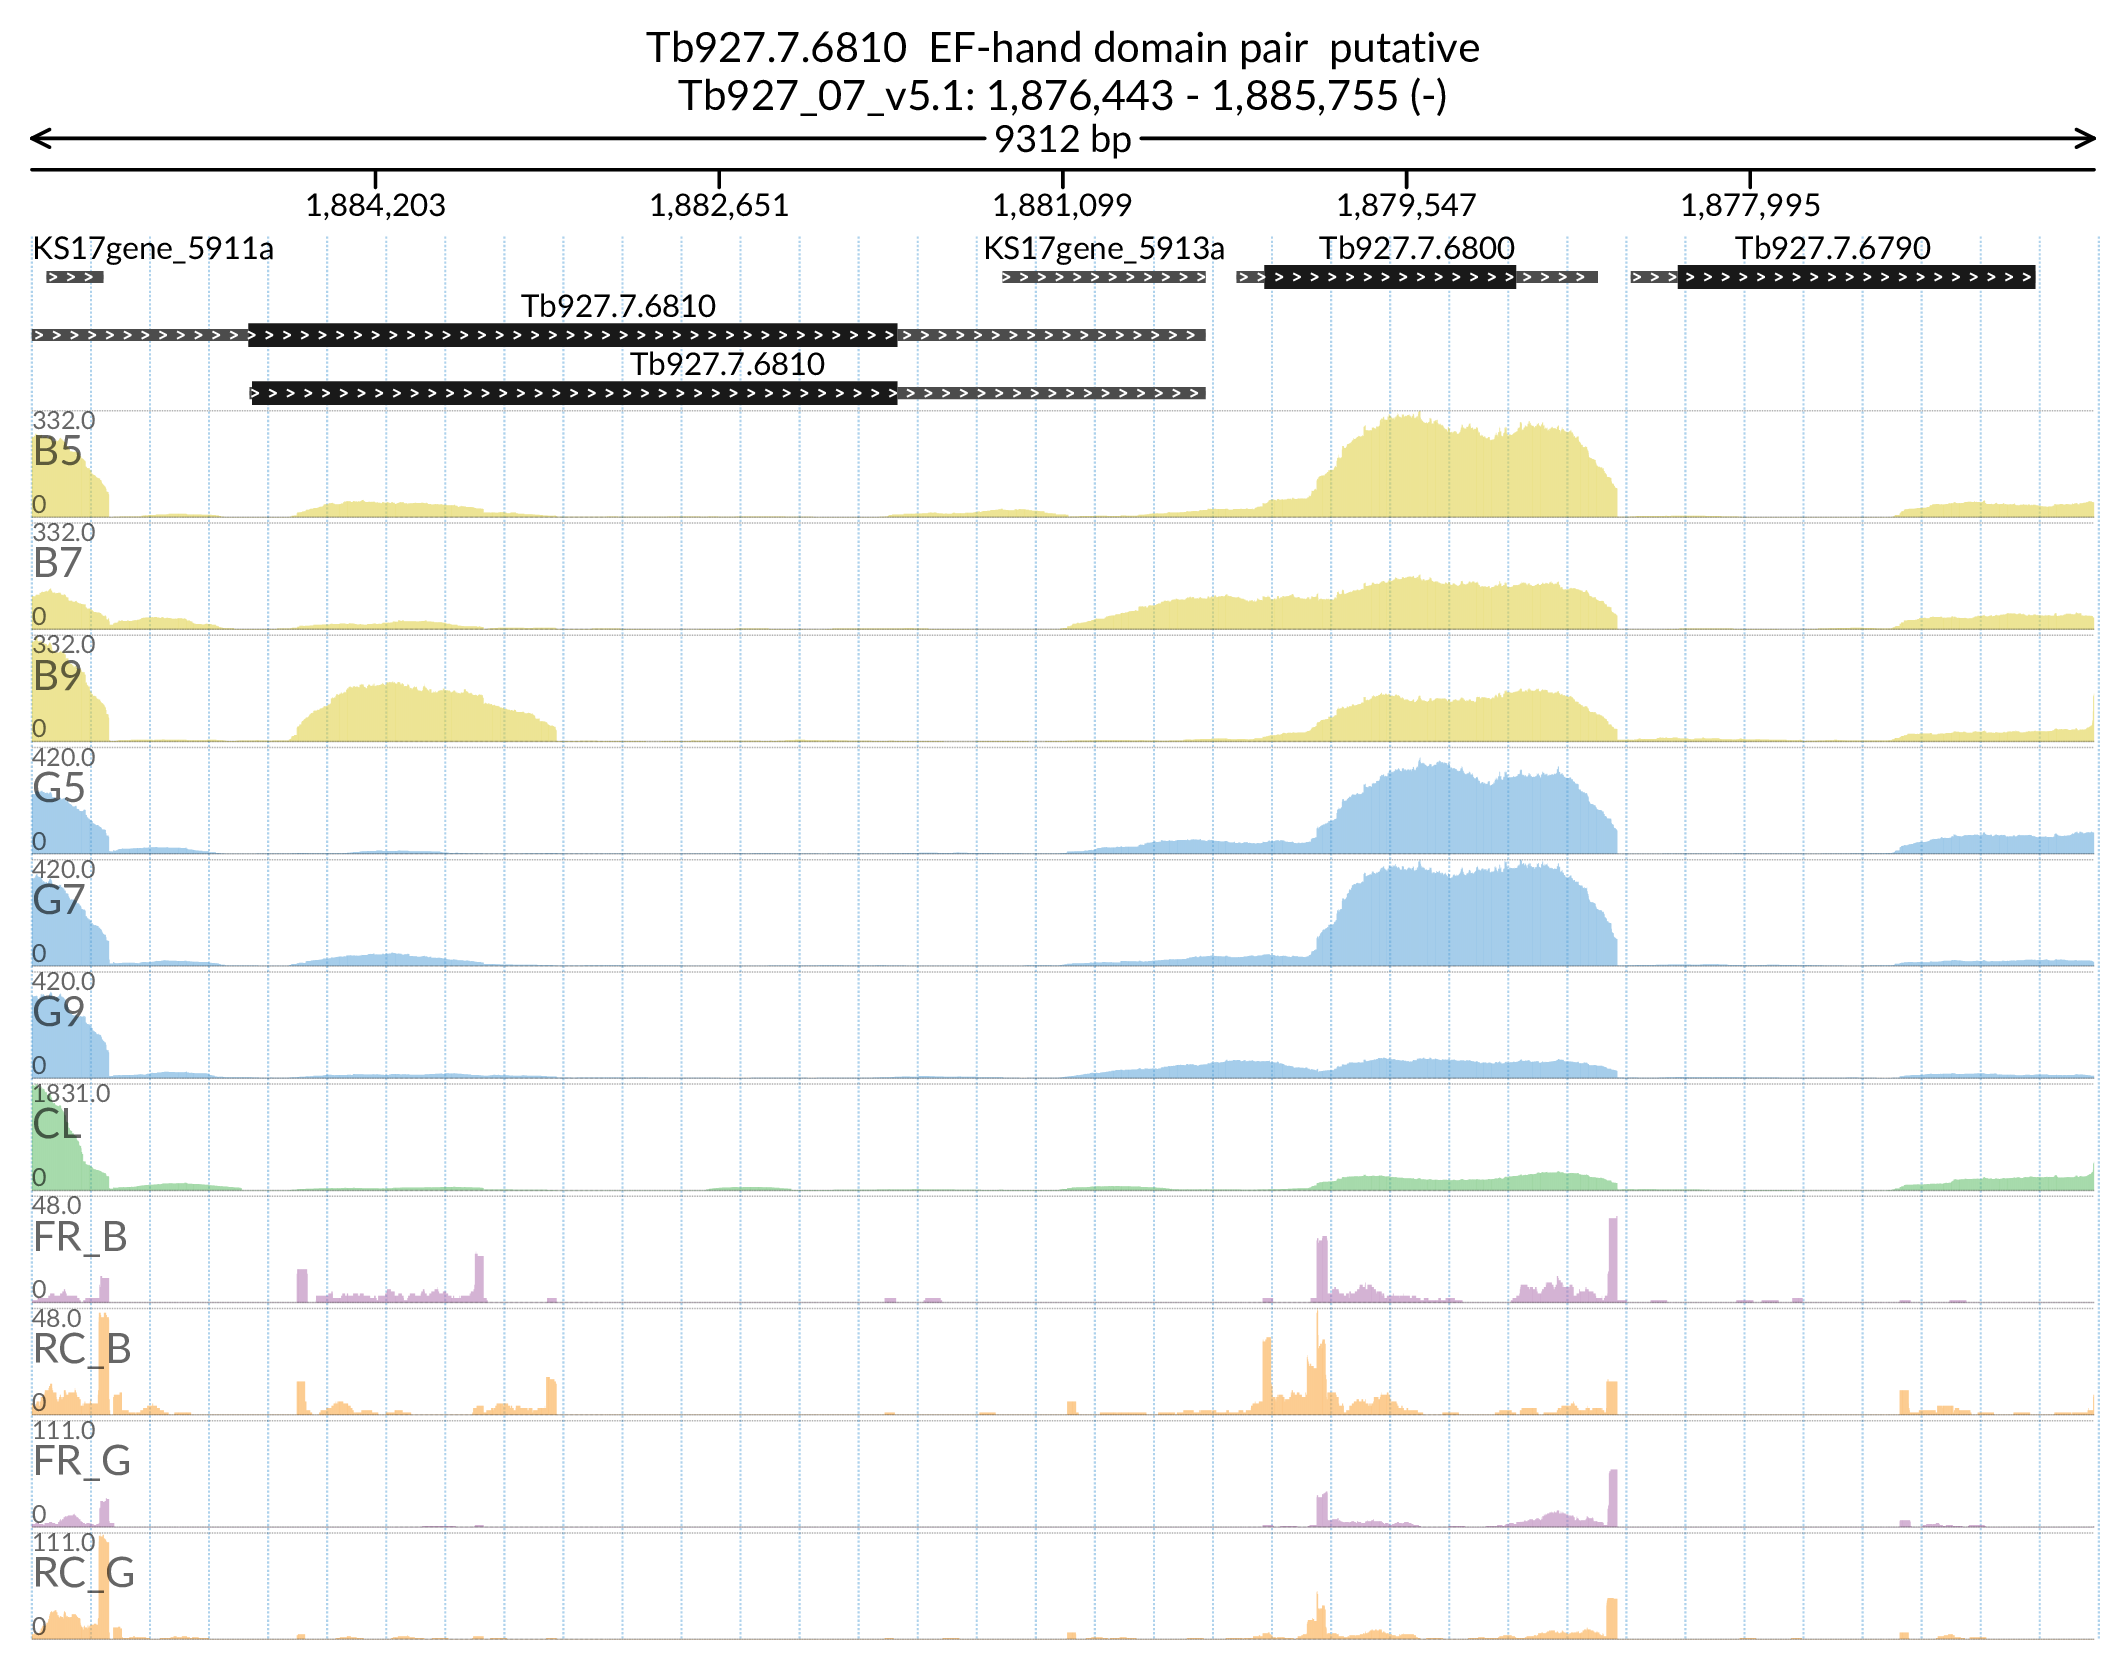 Tb927.7.6810  EF-hand domain pair  putative
Tb927_07_v5.1: 1,876,443 - 1,885,755 (-)
9312 bp
1,884,203 1,882,651 1,881,099 1,879,547 1,877,995
KS17gene_5911a KS17gene_5913a Tb927.7.6800 Tb927.7.6790
Tb927.7.6810
Tb927.7.6810
332.0
B5
0
332.0
B7
0
332.0
B9
0
420.0
G5
0
420.0
G7
0
420.0
G9
0
1831.0
CL
0
48.0
FR_B
0
48.0
RC_B
0
111.0
FR_G
0
111.0
RC_G
0